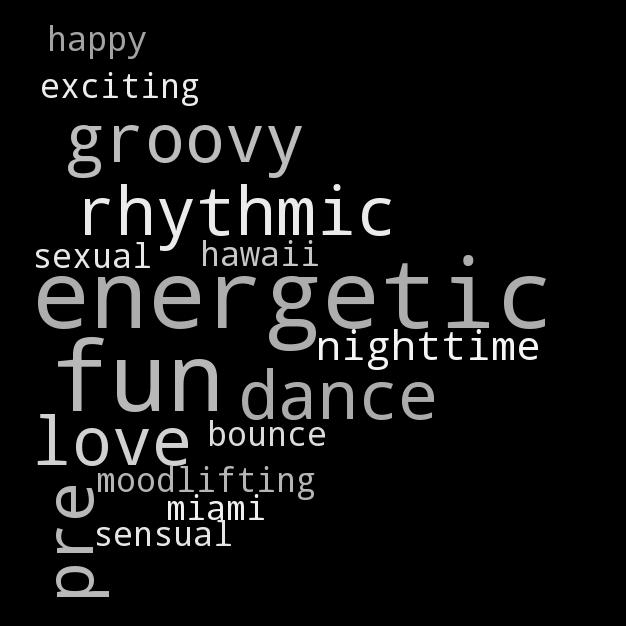 happy
exciting
groovy
rhythmic
sexual hawaii
energetic
nighttime
fun dance
love bounce
moodlifting
miami
sensual
pre